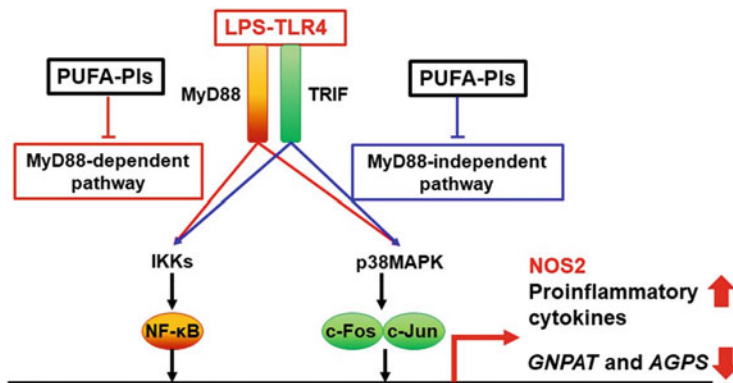 LPS-TLR4
PUFA-Pls
MyD88
TRIF
PUFA-Pls
MyD88-dependent
pathway
MyD88-independent
pathway
IKKs
p38MAPK
NF-κB
c-Fos
c-Jun
NOS2
Proinflammatory
cytokines
GNPAT and AGPS